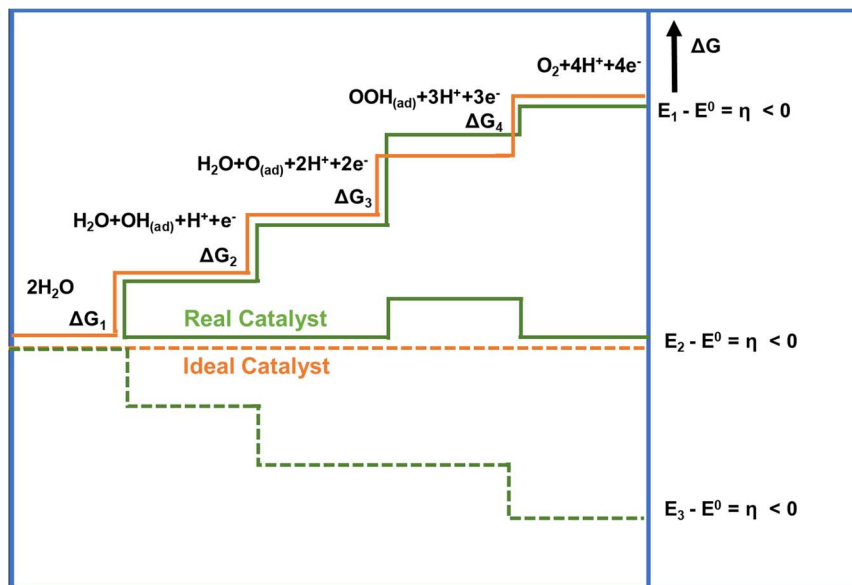 ΔG
O₂+4H⁺+4e⁻
OOH₍ad₎+3H⁺+3e⁻
E₁ - E⁰ = η < 0
ΔG₄
H₂O+O₍ad₎+2H⁺+2e⁻
ΔG₃
H₂O+OH₍ad₎+H⁺+e⁻
ΔG₂
2H₂O
ΔG₁
Real Catalyst
E₂ - E⁰ = η < 0
Ideal Catalyst
E₃ - E⁰ = η < 0